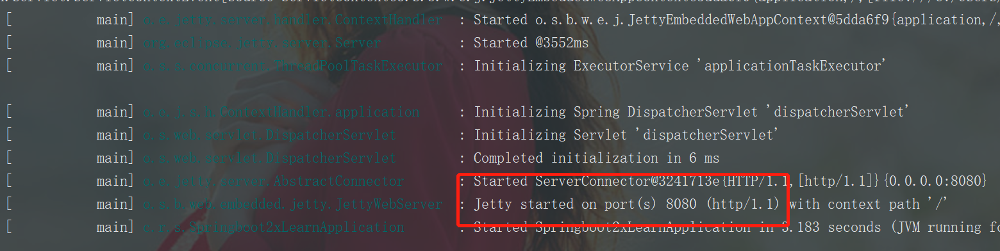 main] o.e.jetty.server.handler.ContextHandler : Started o.s.b.w.e.j.JettyEmbeddedWebAppContext@5dda6f9{application,/,
[ main] org.eclipse.jetty.server.Server : Started @3552ms
[ main] o.s.s.concurrent.ThreadPoolTaskExecutor : Initializing ExecutorService 'applicationTaskExecutor'
[ main] o.e.j.s.h.ContextHandler.application : Initializing Spring DispatcherServlet 'dispatcherServlet'
[ main] o.s.web.servlet.DispatcherServlet : Initializing Servlet 'dispatcherServlet'
[ main] o.s.web.servlet.DispatcherServlet : Completed initialization in 6 ms
[ main] o.e.jetty.server.AbstractConnector : Started ServerConnector@3241713e{HTTP/1.1,[http/1.1]}{0.0.0.0:8080}
[ main] o.s.b.web.embedded.jetty.JettyWebServer : Jetty started on port(s) 8080 (http/1.1) with context path '/'
[ main] c.r.s.Springboot2xLearnApplication : Started Springboot2xLearnApplication in 3.183 seconds (JVM running fo